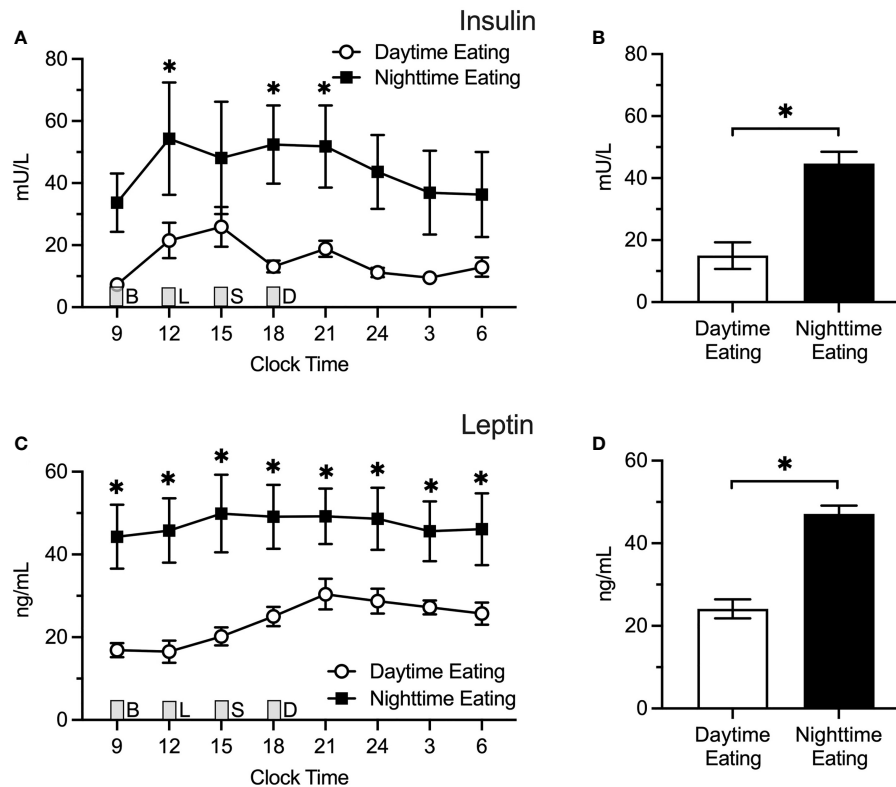 Insulin
A
Daytime Eating
Nighttime Eating
80
60
40
20
0
mU/L
* * *
B L S D
9 12 15 18 21 24 3 6
Clock Time
B
80
60
40
20
0
mU/L
*
Daytime Eating
Nighttime Eating
Leptin
C
60
40
20
0
ng/mL
* * * * * * * *
Daytime Eating
Nighttime Eating
B L S D
9 12 15 18 21 24 3 6
Clock Time
D
60
40
20
0
ng/mL
*
Daytime Eating
Nighttime Eating